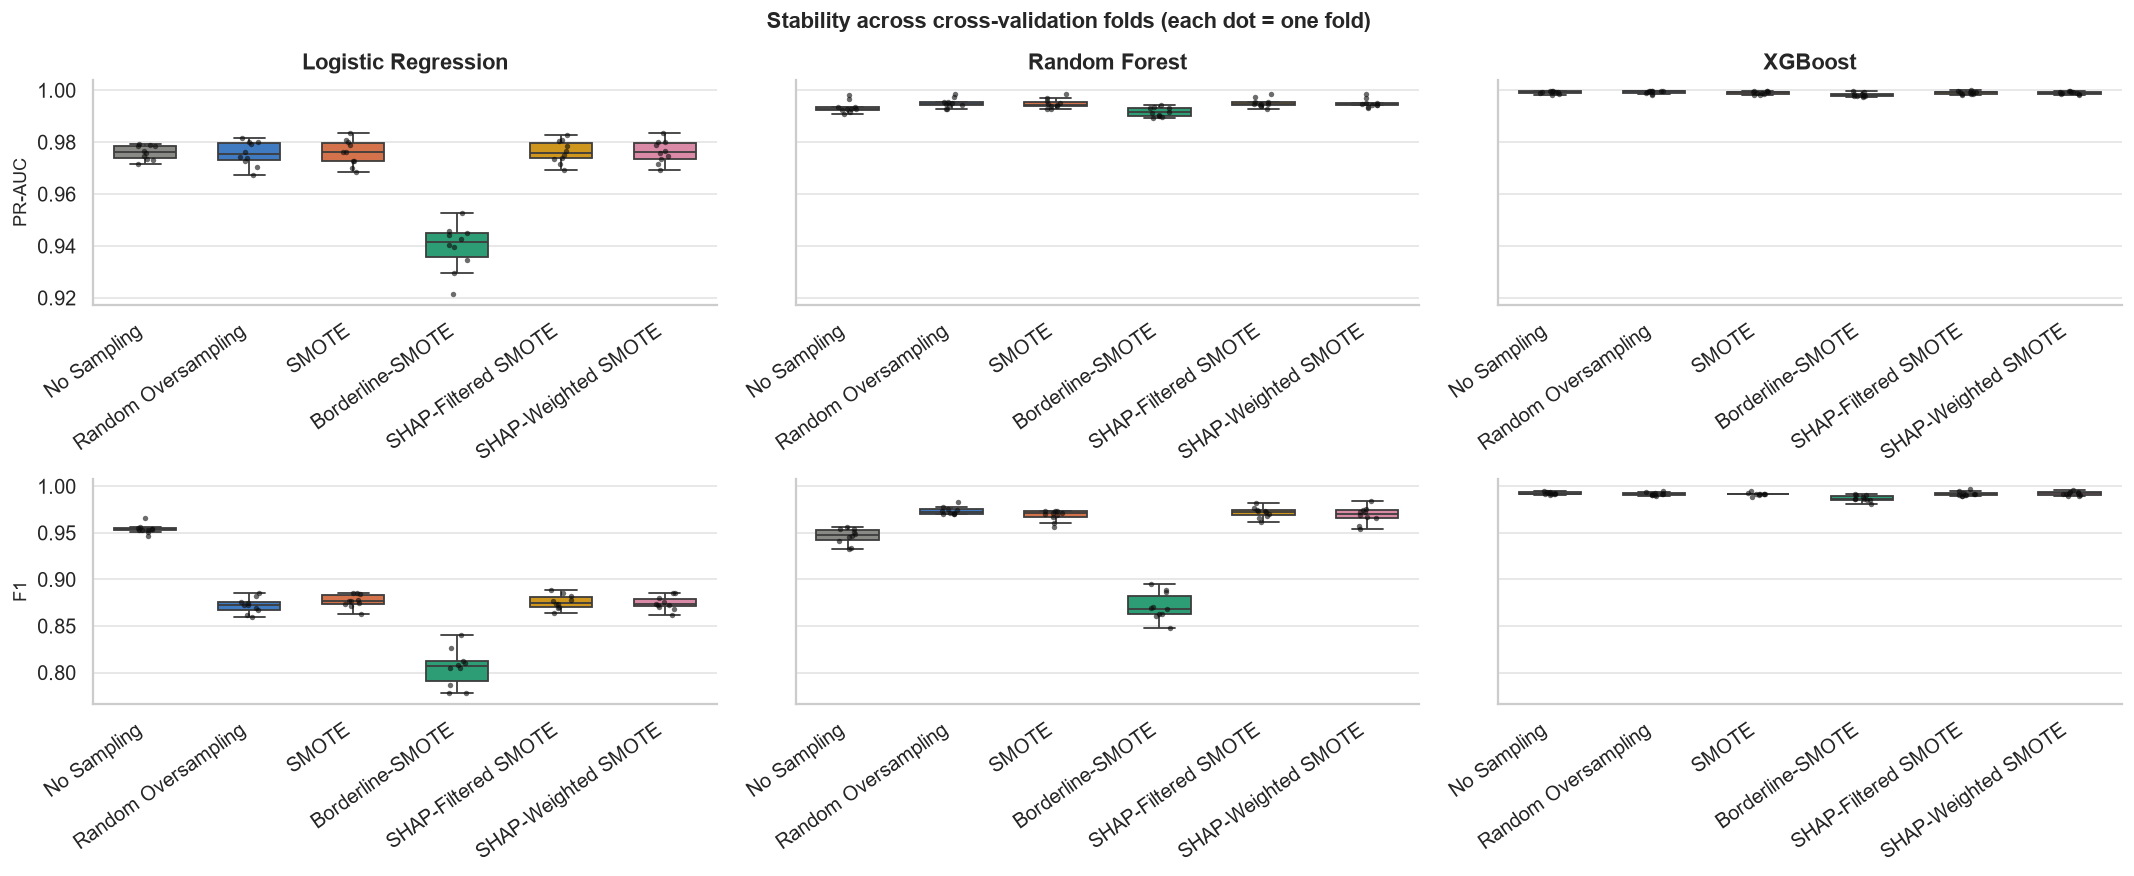 Stability across cross-validation folds (each dot = one fold)
Logistic Regression
Random Forest
XGBoost
PR-AUC
1.00
0.98
0.96
0.94
0.92
No Sampling
Random Oversampling
SMOTE
Borderline-SMOTE
SHAP-Filtered SMOTE
SHAP-Weighted SMOTE
No Sampling
Random Oversampling
SMOTE
Borderline-SMOTE
SHAP-Filtered SMOTE
SHAP-Weighted SMOTE
No Sampling
Random Oversampling
SMOTE
Borderline-SMOTE
SHAP-Filtered SMOTE
SHAP-Weighted SMOTE
F1
1.00
0.95
0.90
0.85
0.80
No Sampling
Random Oversampling
SMOTE
Borderline-SMOTE
SHAP-Filtered SMOTE
SHAP-Weighted SMOTE
No Sampling
Random Oversampling
SMOTE
Borderline-SMOTE
SHAP-Filtered SMOTE
SHAP-Weighted SMOTE
No Sampling
Random Oversampling
SMOTE
Borderline-SMOTE
SHAP-Filtered SMOTE
SHAP-Weighted SMOTE